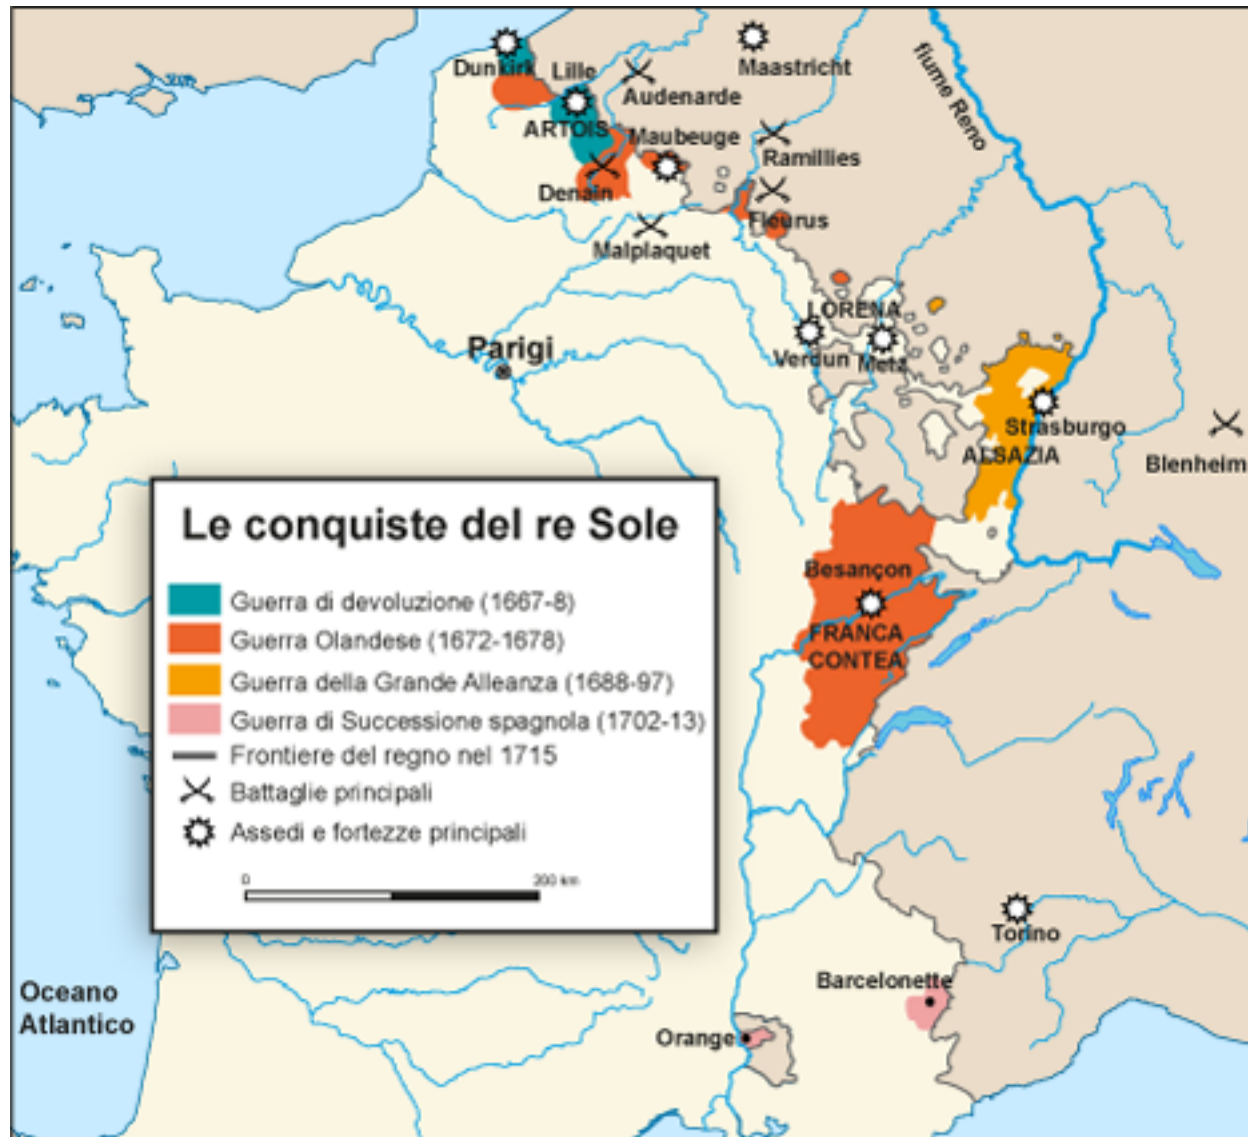 Dunkirk
Lille
Maastricht
Audenarde
ARTOIS
Maubeuge
Ramillies
fiume Reno
Denain
Fleurus
Malplaquet
LORENA
Parigi
Verdun
Metz
Strasburgo
ALSAZIA
Blenheim
Le conquiste del re Sole
Guerra di devoluzione (1667-8)
Guerra Olandese (1672-1678)
Guerra della Grande Alleanza (1688-97)
Guerra di Successione spagnola (1702-13)
Frontiere del regno nel 1715
Battaglie principali
Assedi e fortezze principali
0 200 km
Besançon
FRANCA
CONTEA
Torino
Barcelonette
Orange
Oceano
Atlantico